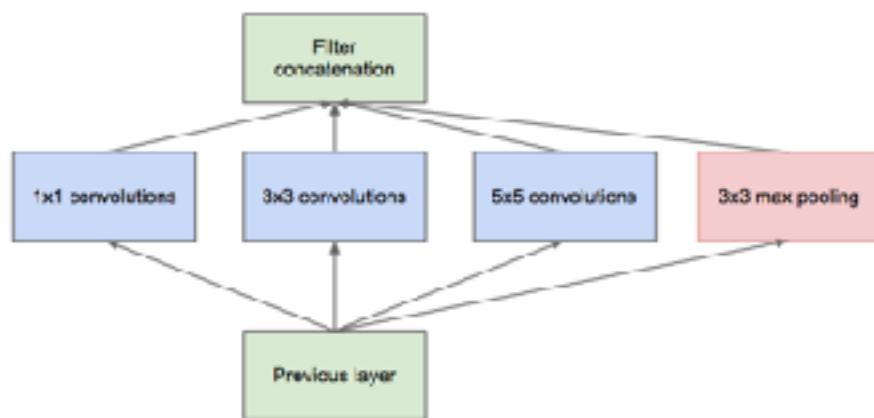 Filter
concatenation
1x1 convolutions
3x3 convolutions
5x5 convolutions
3x3 max pooling
Previous layer